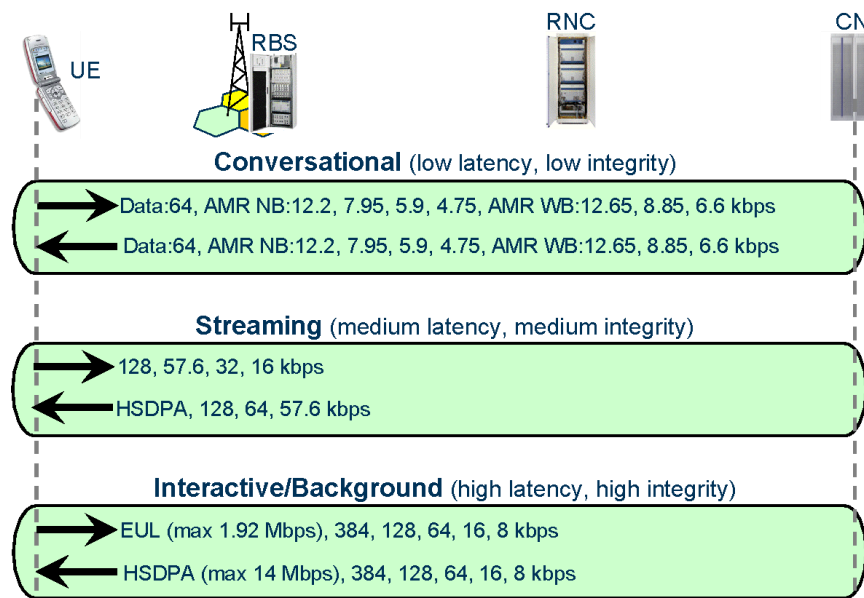 UE
RBS
RNC
CN
Conversational (low latency, low integrity)
Data:64, AMR NB:12.2, 7.95, 5.9, 4.75, AMR WB:12.65, 8.85, 6.6 kbps
Data:64, AMR NB:12.2, 7.95, 5.9, 4.75, AMR WB:12.65, 8.85, 6.6 kbps
Streaming (medium latency, medium integrity)
128, 57.6, 32, 16 kbps
HSDPA, 128, 64, 57.6 kbps
Interactive/Background (high latency, high integrity)
EUL (max 1.92 Mbps), 384, 128, 64, 16, 8 kbps
HSDPA (max 14 Mbps), 384, 128, 64, 16, 8 kbps